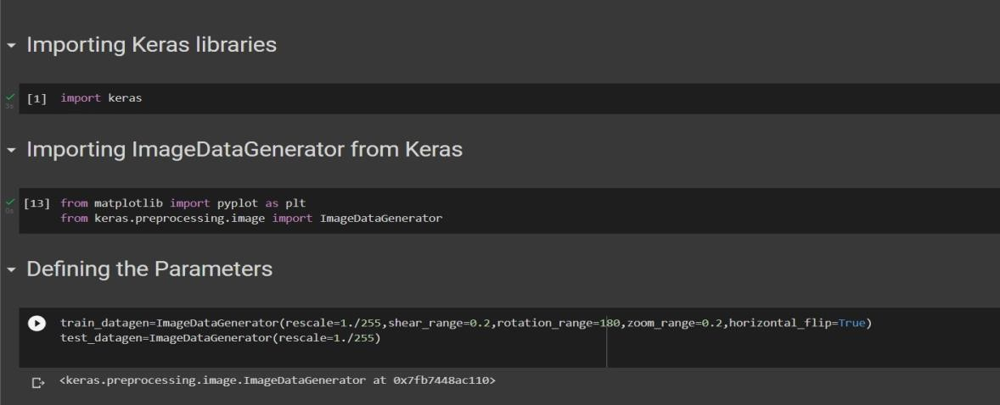 Importing Keras libraries
3s
[1] import keras
Importing ImageDataGenerator from Keras
0s
[13] from matplotlib import pyplot as plt
from keras.preprocessing.image import ImageDataGenerator
Defining the Parameters
train_datagen=ImageDataGenerator(rescale=1./255,shear_range=0.2,rotation_range=180,zoom_range=0.2,horizontal_flip=True)
test_datagen=ImageDataGenerator(rescale=1./255)
<keras.preprocessing.image.ImageDataGenerator at 0x7fb7448ac110>